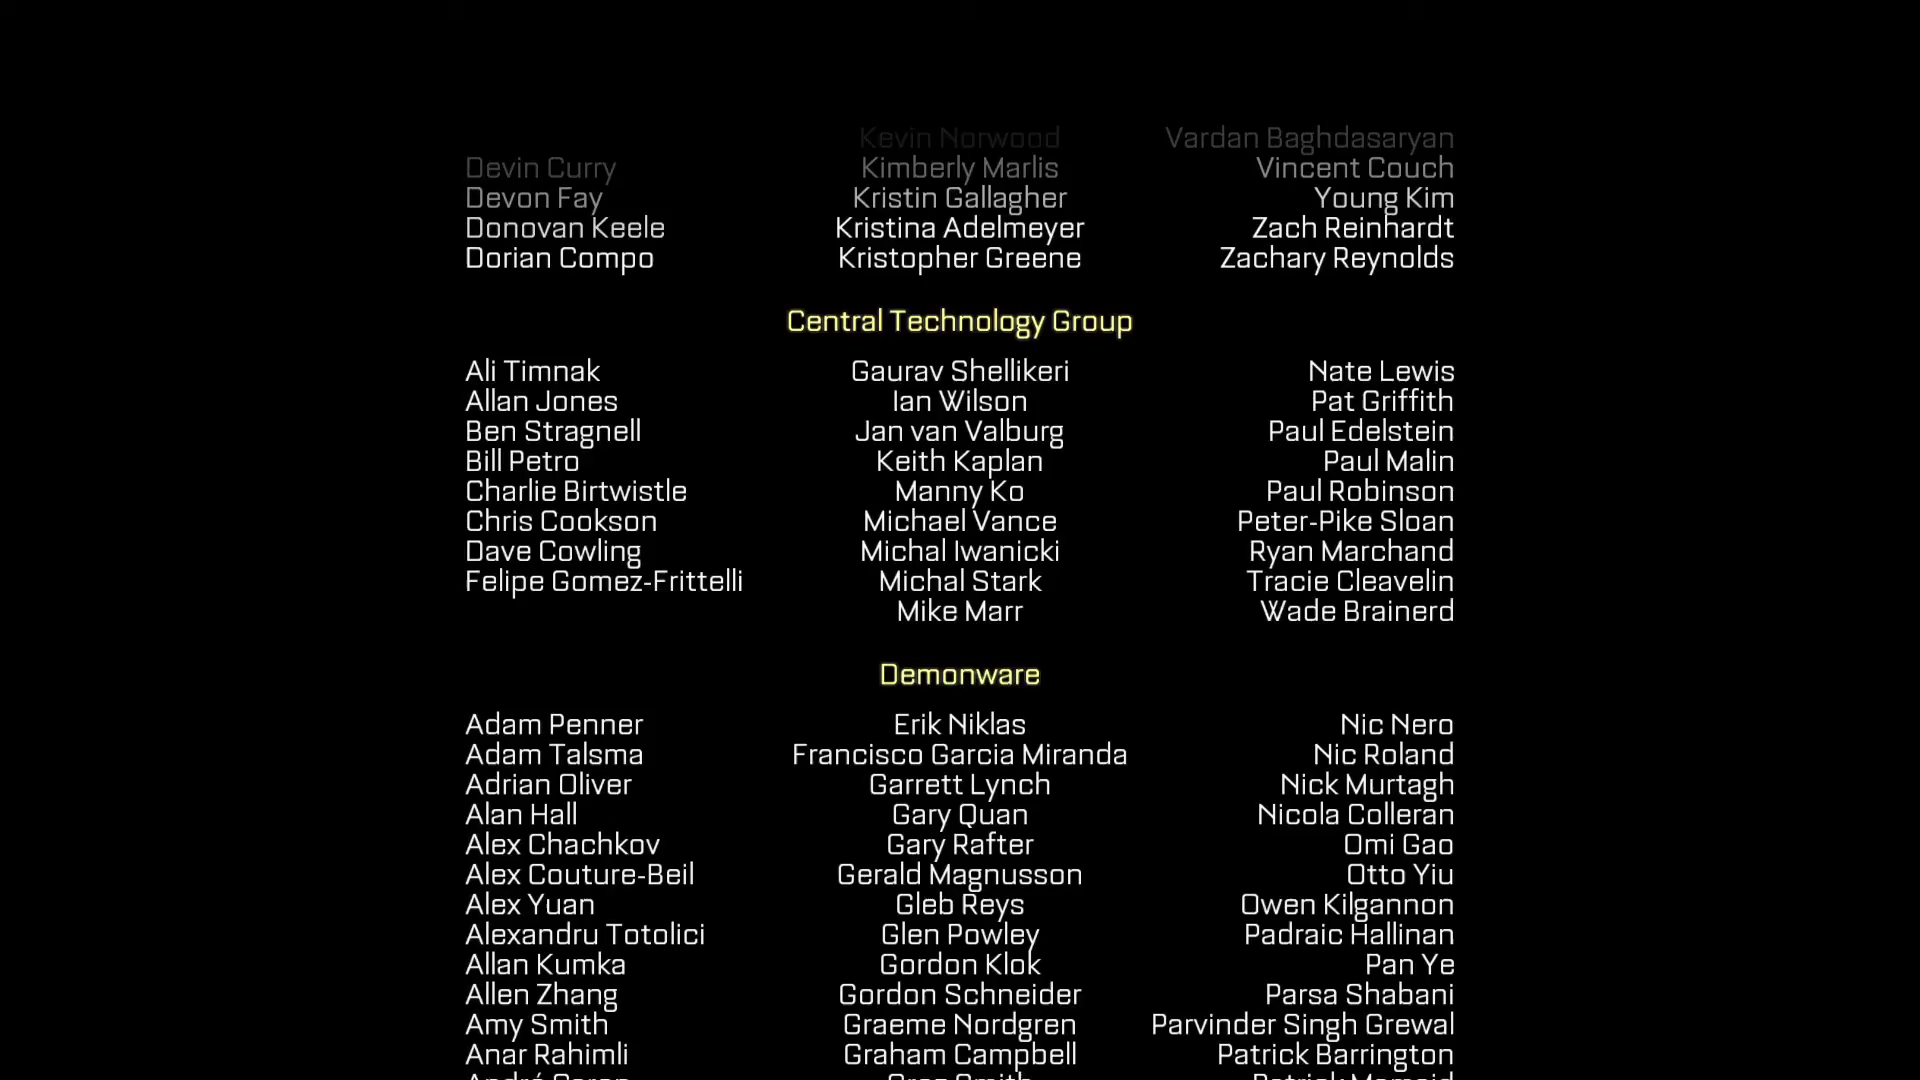 Kevin Norwood Vardan Baghdasaryan
Devin Curry Kimberly Marlis Vincent Couch
Devon Fay Kristin Gallagher Young Kim
Donovan Keele Kristina Adelmeyer Zach Reinhardt
Dorian Compo Kristopher Greene Zachary Reynolds
Central Technology Group
Ali Timnak Gaurav Shellikeri Nate Lewis
Allan Jones Ian Wilson Pat Griffith
Ben Stragnell Jan van Valburg Paul Edelstein
Bill Petro Keith Kaplan Paul Malin
Charlie Birtwistle Manny Ko Paul Robinson
Chris Cookson Michael Vance Peter-Pike Sloan
Dave Cowling Michal Iwanicki Ryan Marchand
Felipe Gomez-Frittelli Michal Stark Tracie Cleavelin
Mike Marr Wade Brainerd
Demonware
Adam Penner Erik Niklas Nic Nero
Adam Talsma Francisco Garcia Miranda Nic Roland
Adrian Oliver Garrett Lynch Nick Murtagh
Alan Hall Gary Quan Nicola Colleran
Alex Chachkov Gary Rafter Omi Gao
Alex Couture-Beil Gerald Magnusson Otto Yiu
Alex Yuan Gleb Reys Owen Kilgannon
Alexandru Totolici Glen Powley Padraic Hallinan
Allan Kumka Gordon Klok Pan Ye
Allen Zhang Gordon Schneider Parsa Shabani
Amy Smith Graeme Nordgren Parvinder Singh Grewal
Anar Rahimli Graham Campbell Patrick Barrington